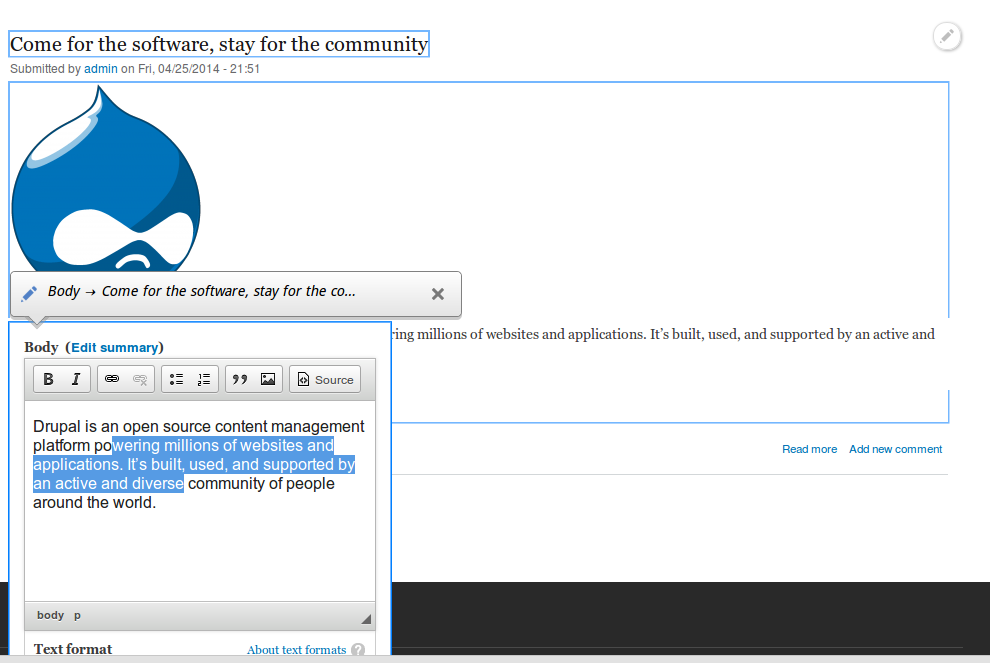 Come for the software, stay for the community
Submitted by admin on Fri, 04/25/2014 - 21:51
Body → Come for the software, stay for the co...
ring millions of websites and applications. It’s built, used, and supported by an active and
Body (Edit summary)
B I Source
Drupal is an open source content management
platform powering millions of websites and
applications. It’s built, used, and supported by
an active and diverse community of people
around the world.
Read more Add new comment
body p
Text format About text formats ?